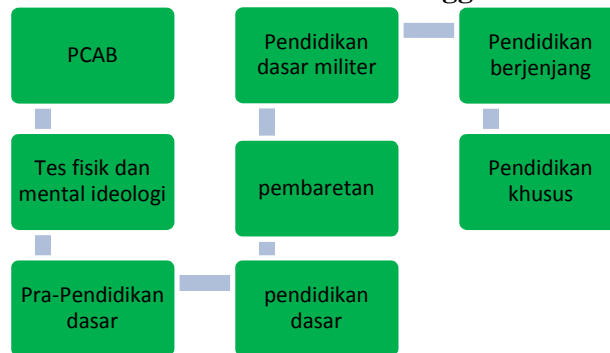 gg
PCAB
Tes fisik dan
mental ideologi
Pra-Pendidikan
dasar
pendidikan
dasar
pembaretan
Pendidikan
dasar militer
Pendidikan
berjenjang
Pendidikan
khusus